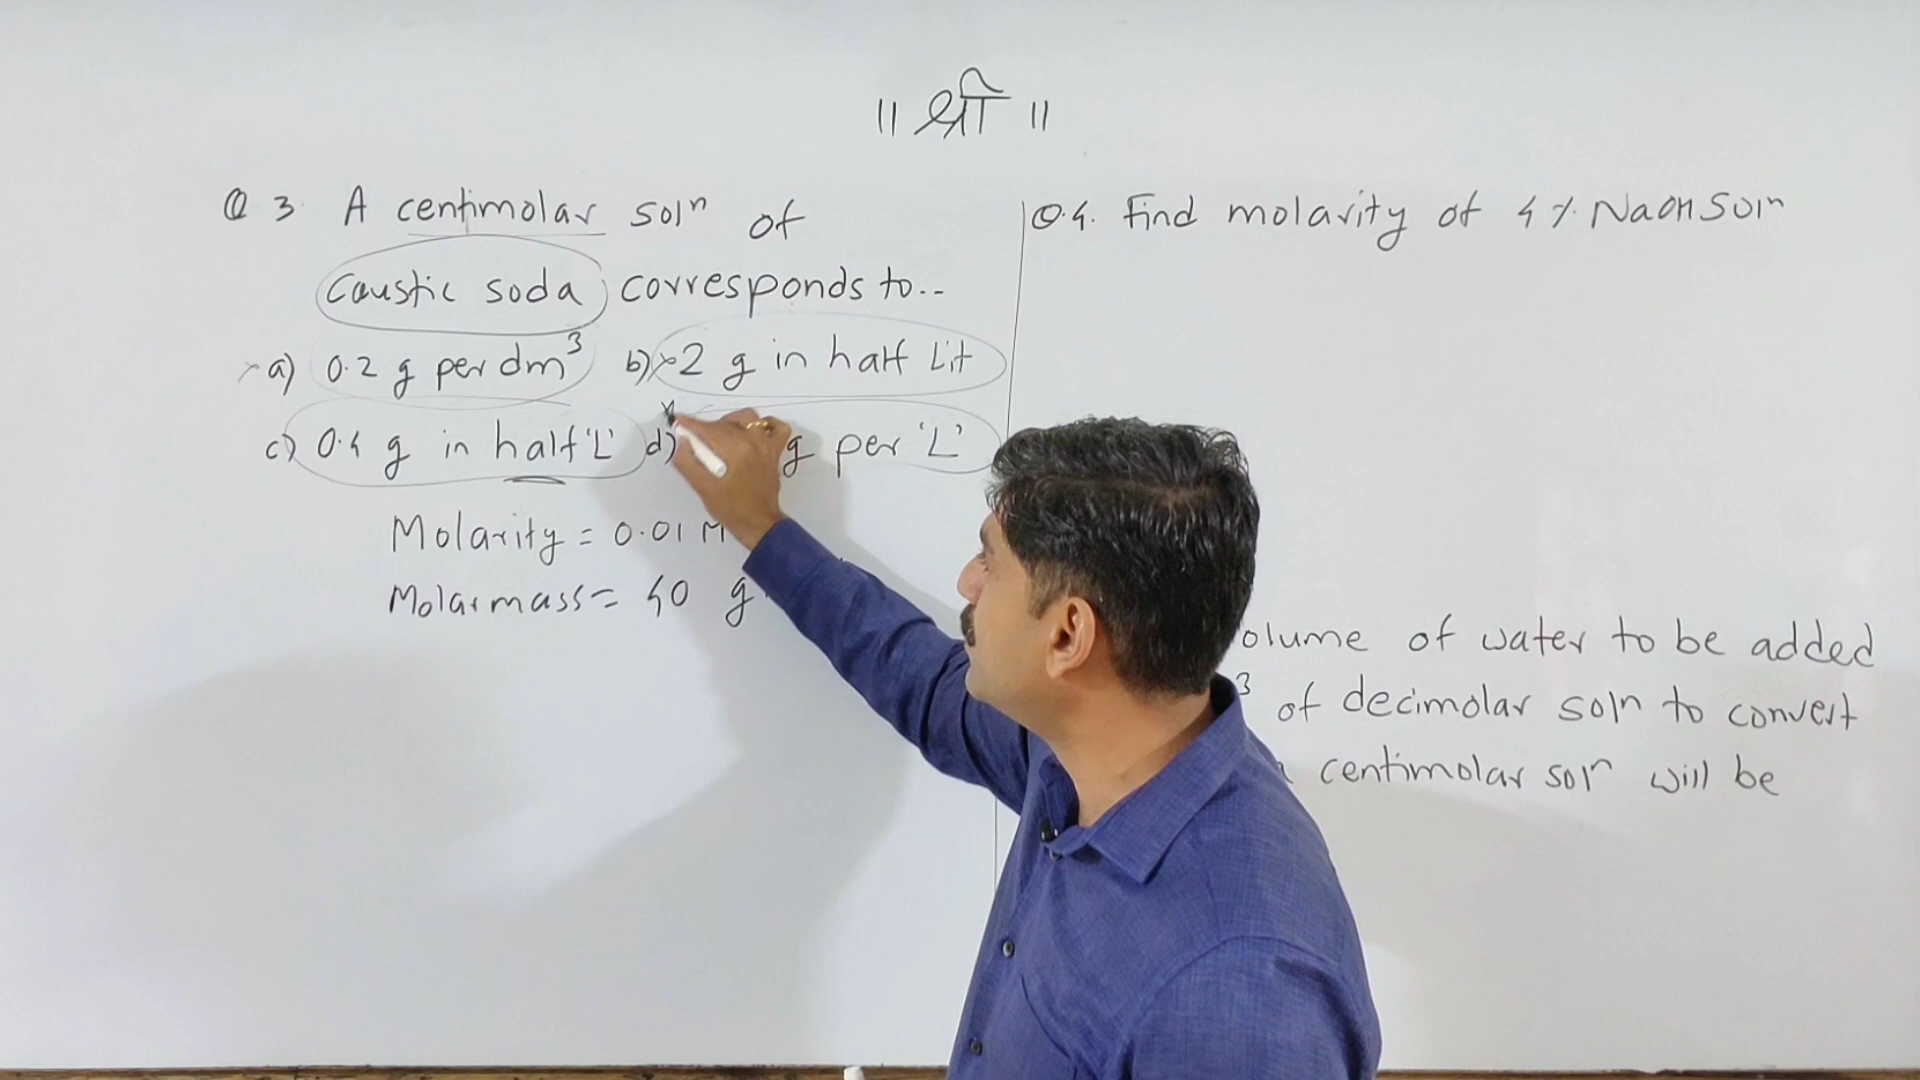 ॥ श्री ॥
Q 3. A centimolar solⁿ of
caustic soda corresponds to..
a) 0.2 g per dm³ b) 2 g in half Lit
c) 0.4 g in half 'L' d) g per 'L'
Molarity = 0.01 M
Molar mass = 40 g
Q.4. Find molarity of 4 % NaOH Solⁿ
olume of water to be added
³ of decimolar soln to convert
centimolar solⁿ will be